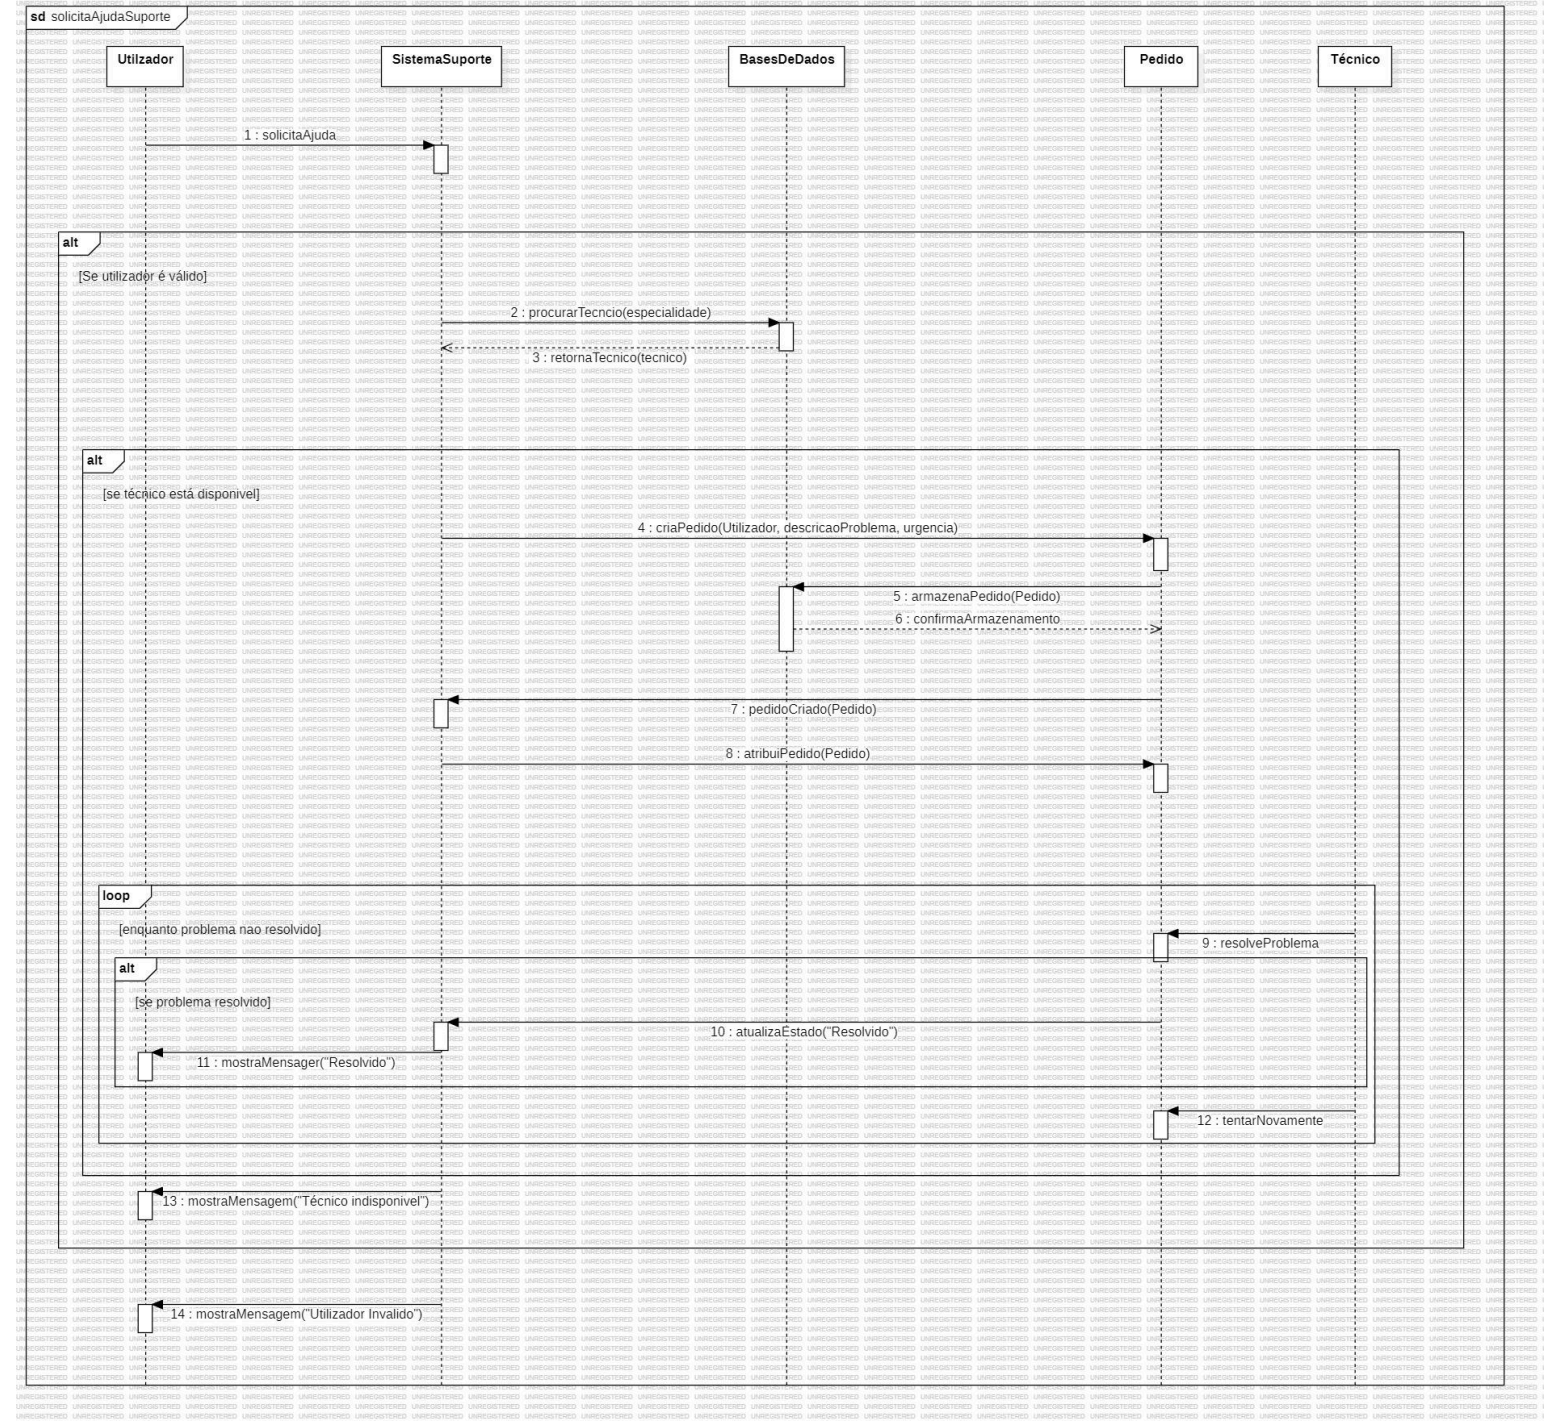 sd solicitaAjudaSuporte
Utilzador
SistemaSuporte
BasesDeDados
Pedido
Técnico
1 : solicitaAjuda
alt
[Se utilizador é válido]
2 : procurarTecncio(especialidade)
3 : retornaTecnico(tecnico)
alt
[se técnico está disponivel]
4 : criaPedido(Utilizador, descricaoProblema, urgencia)
5 : armazenaPedido(Pedido)
6 : confirmaArmazenamento
7 : pedidoCriado(Pedido)
8 : atribuiPedido(Pedido)
loop
[enquanto problema nao resolvido]
9 : resolveProblema
alt
[se problema resolvido]
10 : atualizaEstado("Resolvido")
11 : mostraMensager("Resolvido")
12 : tentarNovamente
13 : mostraMensagem("Técnico indisponivel")
14 : mostraMensagem("Utilizador Invalido")
UNREGISTERED